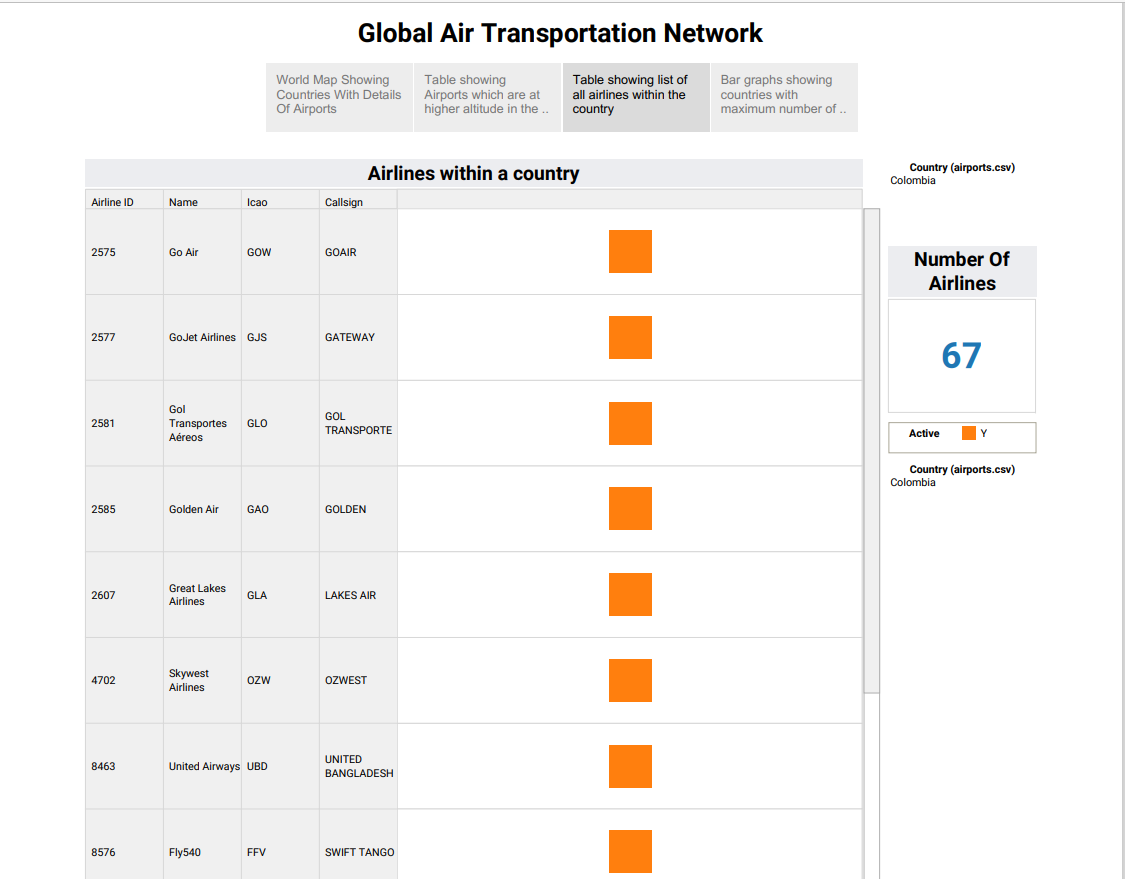 Global Air Transportation Network
World Map Showing
Countries With Details
Of Airports
Table showing
Airports which are at
higher altitude in the ..
Table showing list of
all airlines within the
country
Bar graphs showing
countries with
maximum number of ..
Airlines within a country
Airline ID Name Icao Callsign
2575 Go Air GOW GOAIR
2577 GoJet Airlines GJS GATEWAY
2581 Gol Transportes Aéreos GLO GOL TRANSPORTE
2585 Golden Air GAO GOLDEN
2607 Great Lakes Airlines GLA LAKES AIR
4702 Skywest Airlines OZW OZWEST
8463 United Airways UBD UNITED BANGLADESH
8576 Fly540 FFV SWIFT TANGO
Country (airports.csv)
Colombia
Number Of
Airlines
67
Active Y
Country (airports.csv)
Colombia